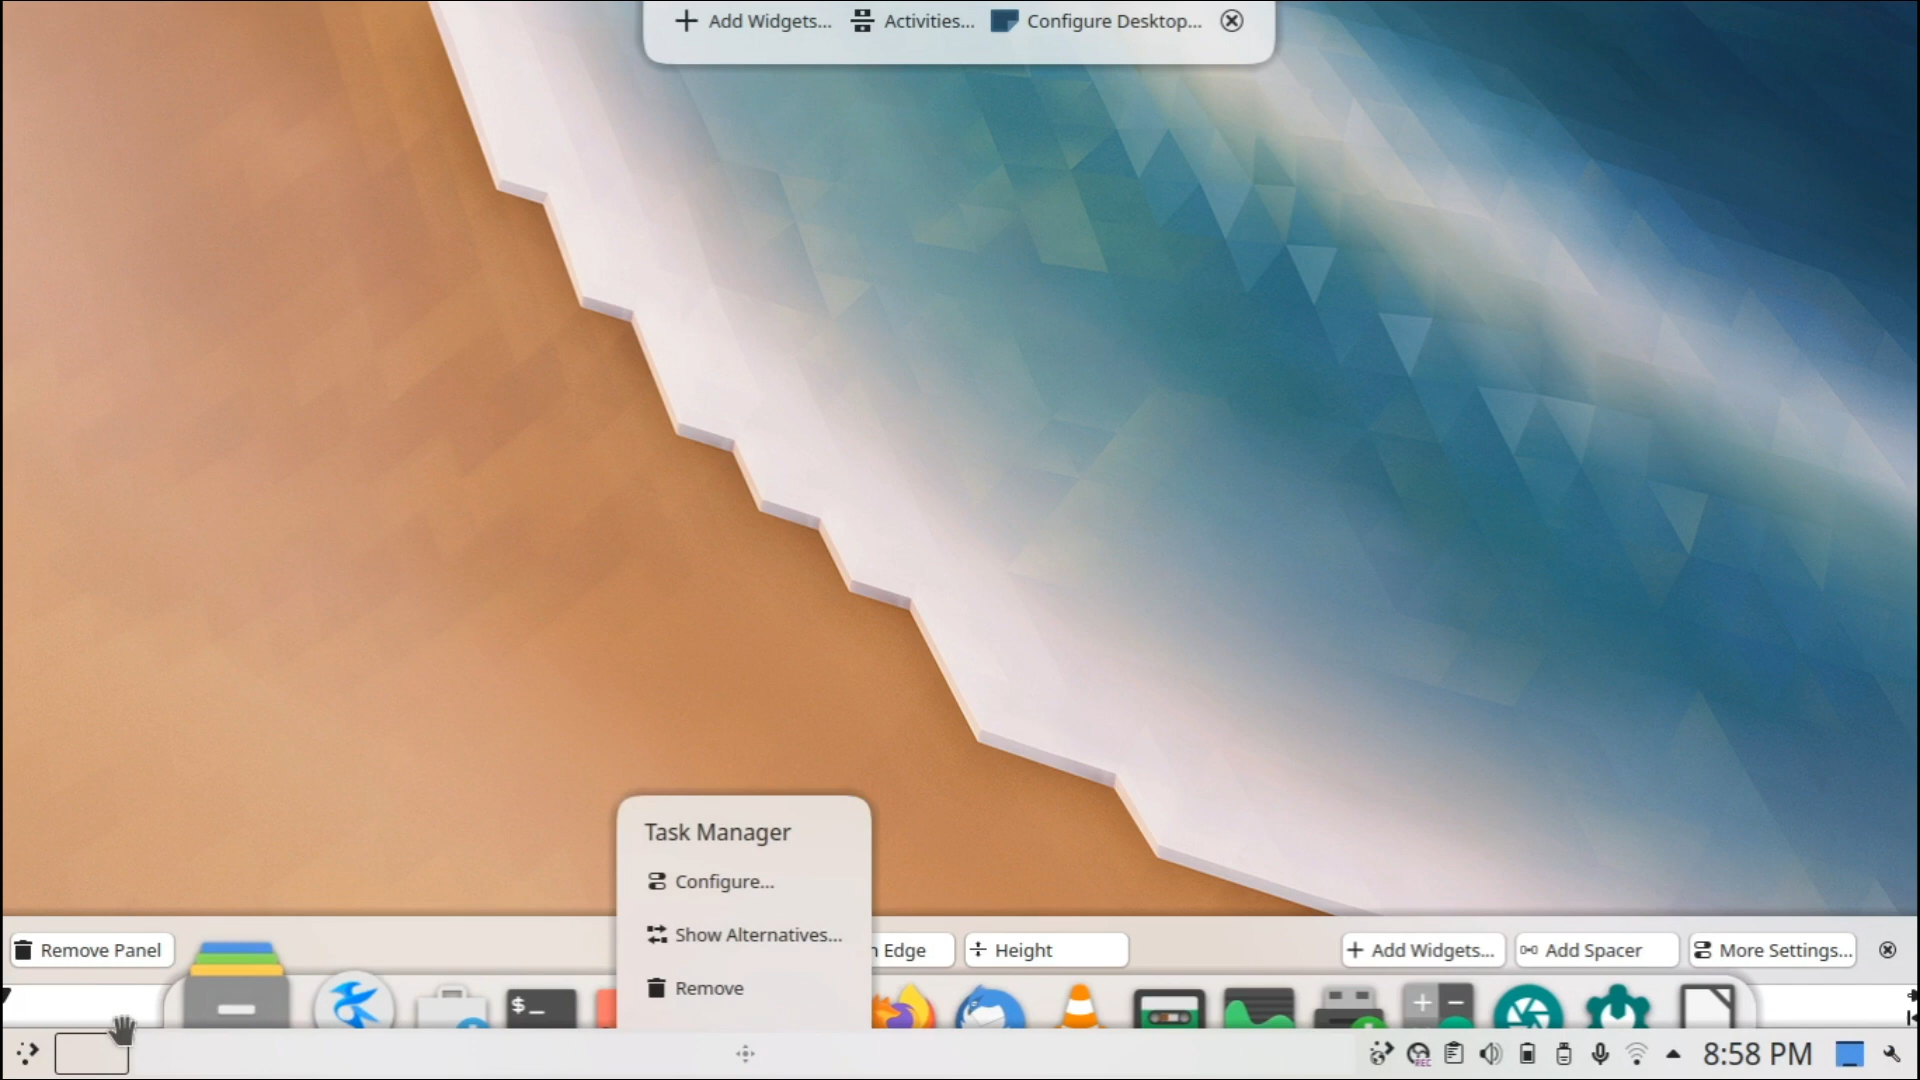 Add Widgets... Activities... Configure Desktop...
Task Manager
Configure...
Show Alternatives...
Remove Panel
Edge Height
Add Widgets... Add Spacer More Settings...
Remove
$_
REC
8:58 PM